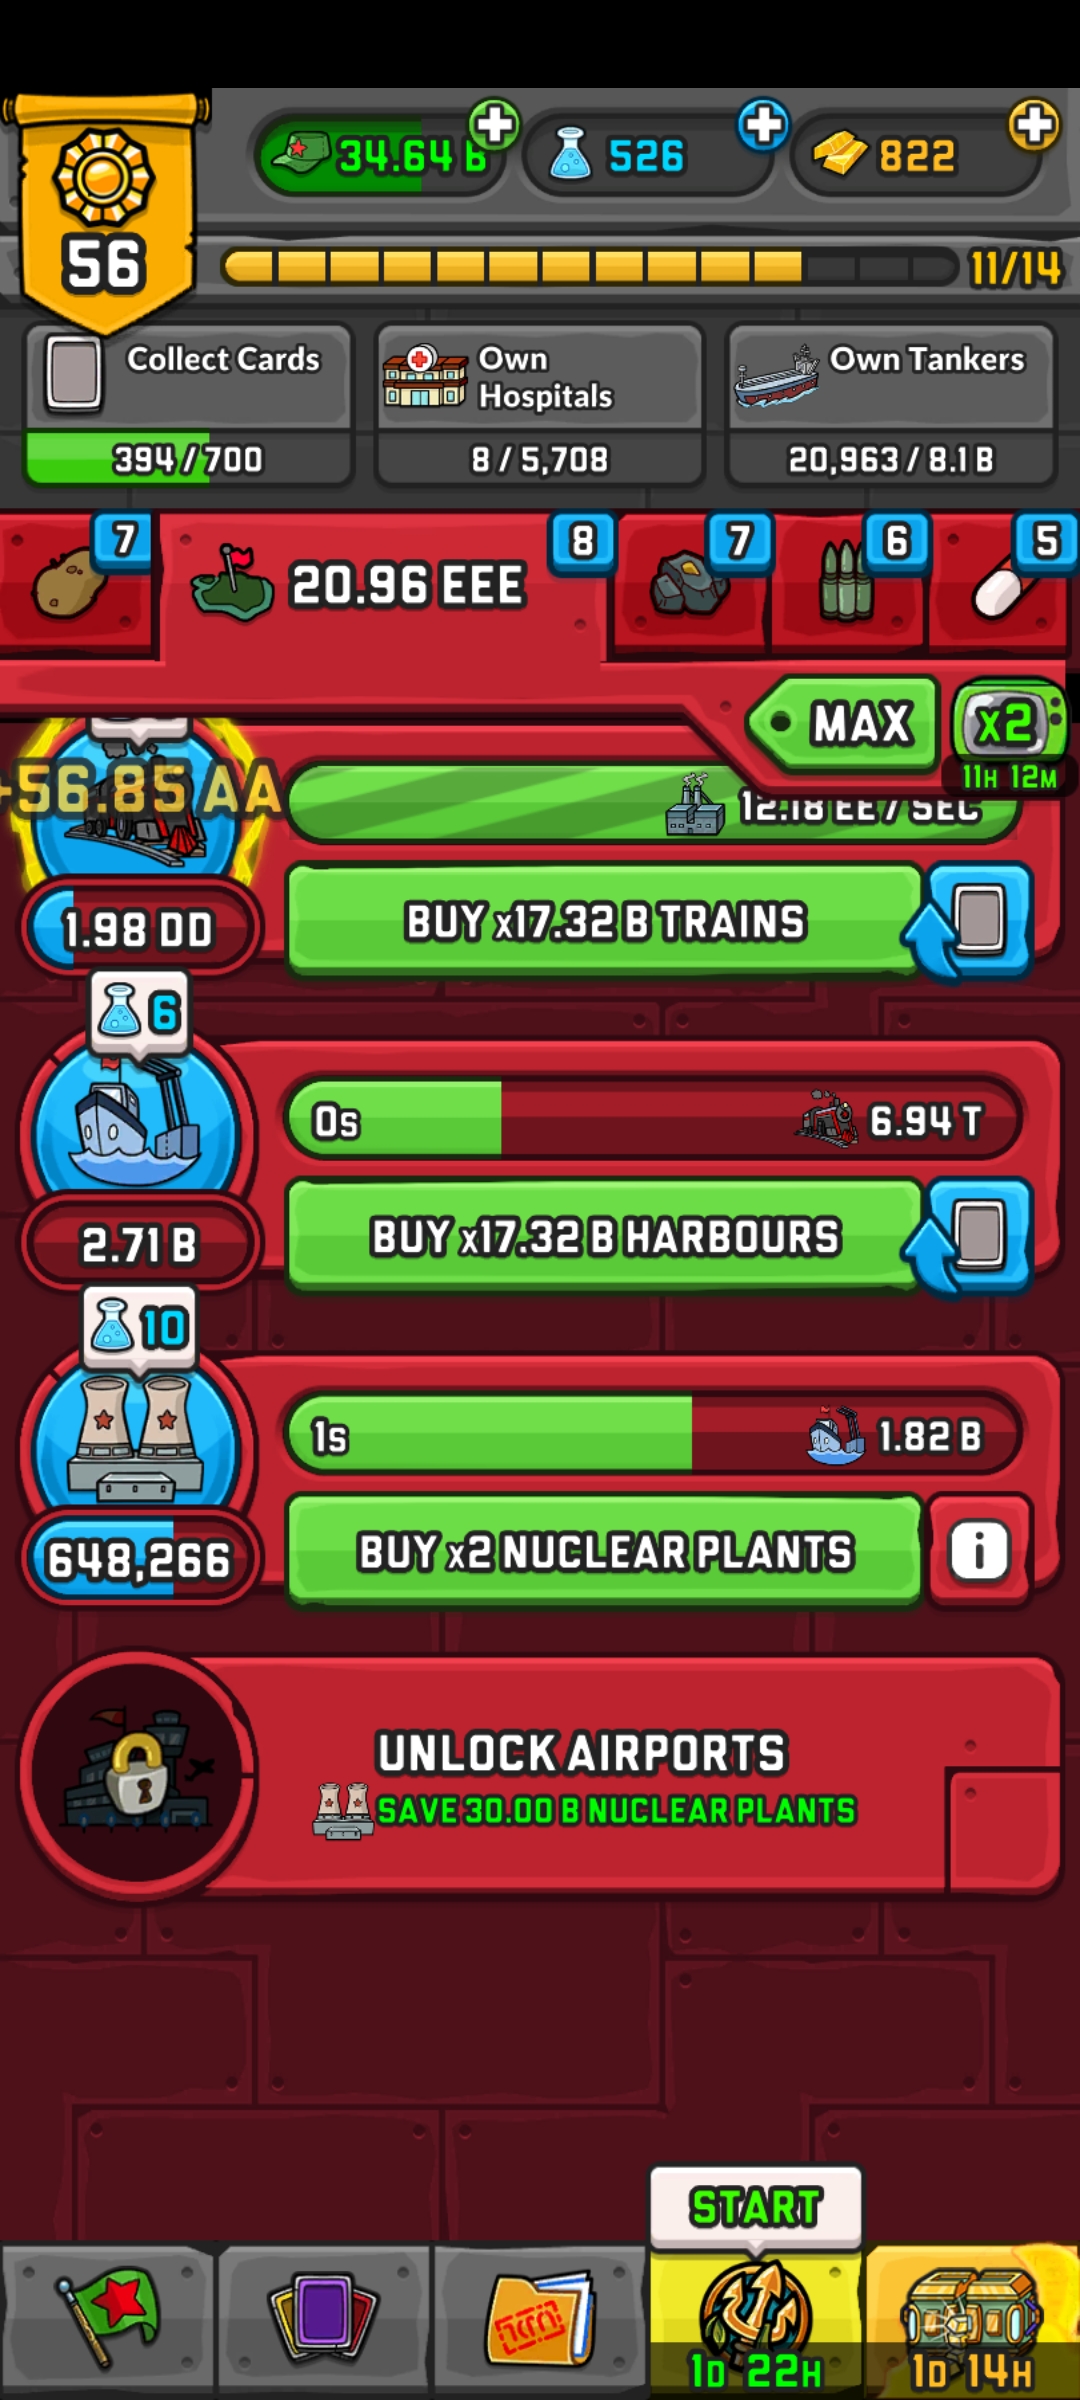 56
34.64 B
526
822
11/14
Collect Cards
394/700
Own
Hospitals
8/5,708
Own Tankers
20,963/8.1 B
7
20.96 EEE
8
7
6
5
MAX
x2
11H 12M
+56.85 AA
12.18 EE / SEC
1.98 DD
BUY x17.32 B TRAINS
6
0s
6.94 T
2.71 B
BUY x17.32 B HARBOURS
10
1s
1.82 B
648,266
BUY x2 NUCLEAR PLANTS
i
UNLOCK AIRPORTS
SAVE 30.00 B NUCLEAR PLANTS
START
1D 22H
1D 14H